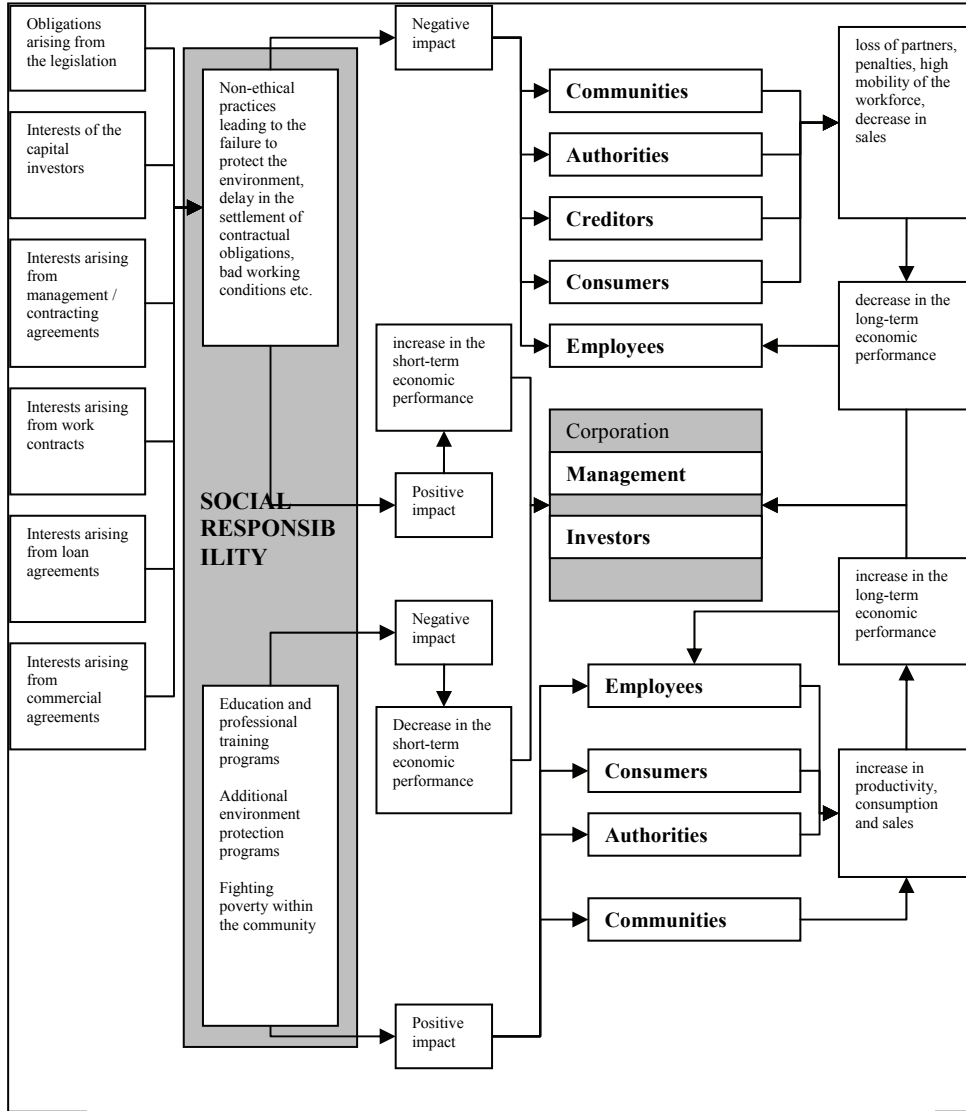 Obligations
arising from
the legislation
Interests of the
capital
investors
Interests arising
from
management /
contracting
agreements
Interests arising
from work
contracts
Interests arising
from loan
agreements
Interests arising
from
commercial
agreements
Non-ethical
practices
leading to the
failure to
protect the
environment,
delay in the
settlement of
contractual
obligations,
bad working
conditions etc.
SOCIAL
RESPONSIB
ILITY
Education and
professional
training
programs
Additional
environment
protection
programs
Fighting
poverty within
the community
Negative
impact
increase in the
short-term
economic
performance
Positive
impact
Negative
impact
Decrease in the
short-term
economic
performance
Positive
impact
Communities
Authorities
Creditors
Consumers
Employees
Corporation
Management
Investors
Employees
Consumers
Authorities
Communities
loss of partners,
penalties, high
mobility of the
workforce,
decrease in
sales
decrease in the
long-term
economic
performance
increase in the
long-term
economic
performance
increase in
productivity,
consumption
and sales